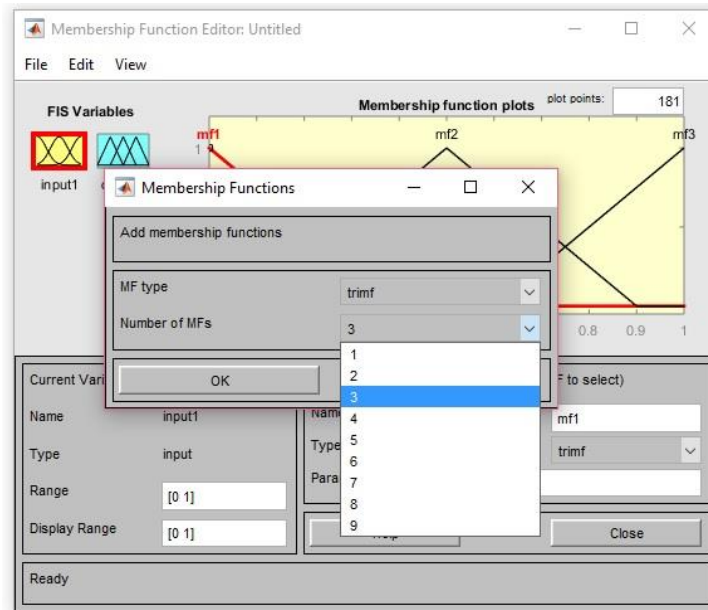 Membership Function Editor: Untitled
File Edit View
FIS Variables
Membership function plots
plot points:
181
mf1
mf2
mf3
1
input1
Membership Functions
Add membership functions
MF type
trimf
Number of MFs
3
1
2
3
4
5
6
7
8
9
OK
0.8 0.9 1
Current Vari
to select)
Name
input1
Nam
mf1
Type
input
Type
trimf
Range
[0 1]
Para
Display Range
[0 1]
Close
Ready